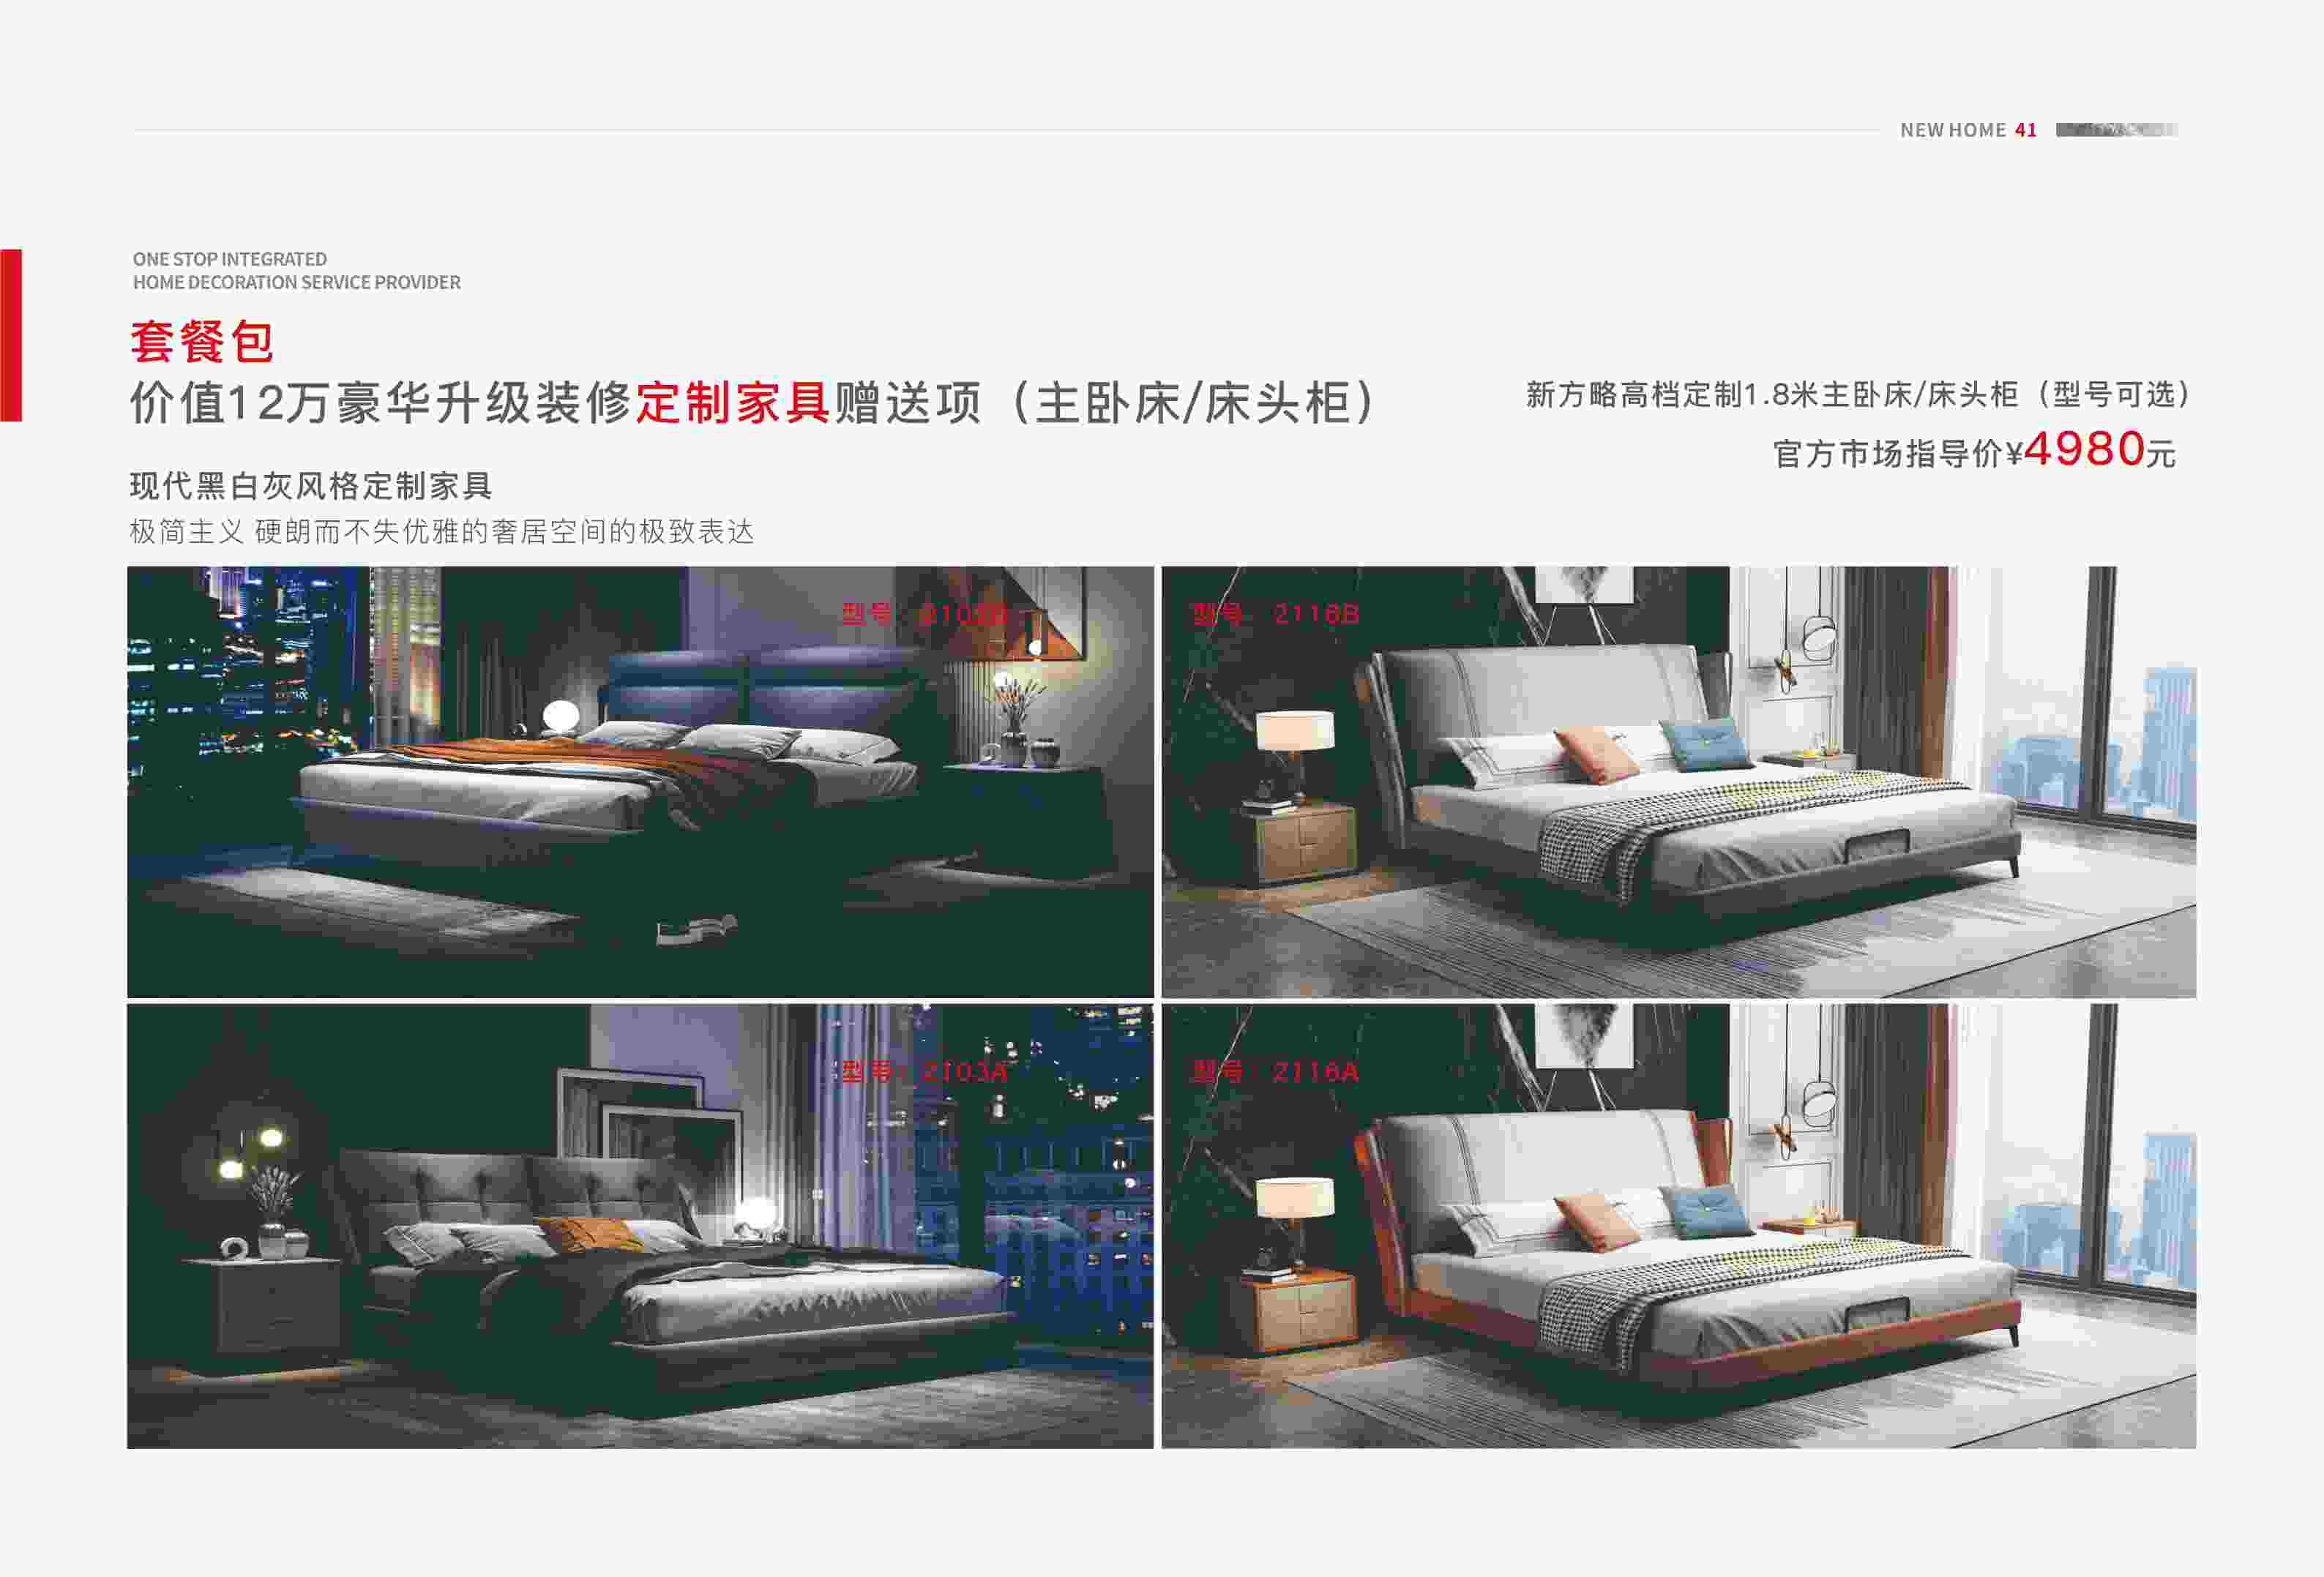 NEW HOME 41
ONE STOP INTEGRATED
HOME DECORATION SERVICE PROVIDER
套餐包
价值12万豪华升级装修定制家具赠送项（主卧床/床头柜）
新方略高档定制1.8米主卧床/床头柜（型号可选）
官方市场指导价¥4980元
现代黑白灰风格定制家具
极简主义 硬朗而不失优雅的奢居空间的极致表达
型号：
型号： 2116B
型号：2103A
型号：2116A